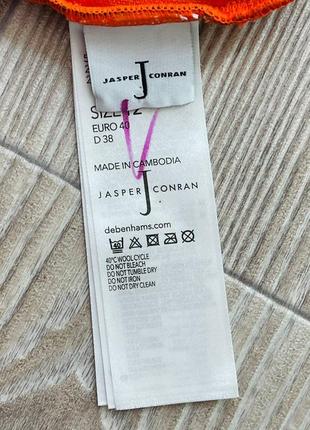 J
JASPER CONRAN
SIZE 12
EURO 40
D 38
MADE IN CAMBODIA
J
JASPER CONRAN
debenhams.com
40
40°C WOOL CYCLE
DO NOT BLEACH
DO NOT TUMBLE DRY
DO NOT IRON
DO NOT DRY CLEAN